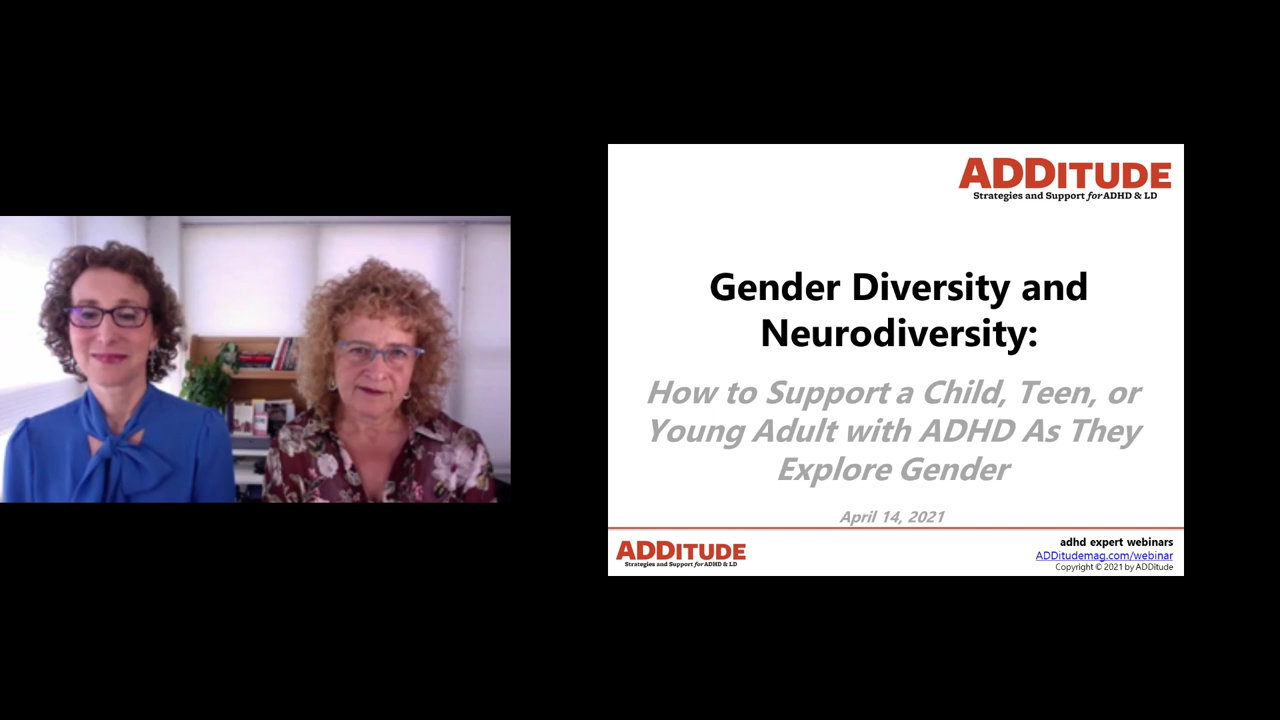 ADDITUDE
Strategies and Support for ADHD & LD
Gender Diversity and
Neurodiversity:
How to Support a Child, Teen, or
Young Adult with ADHD As They
Explore Gender
April 14, 2021
ADDITUDE
Strategies and Support for ADHD & LD
adhd expert webinars
ADDitudemag.com/webinar
Copyright © 2021 by ADDitude